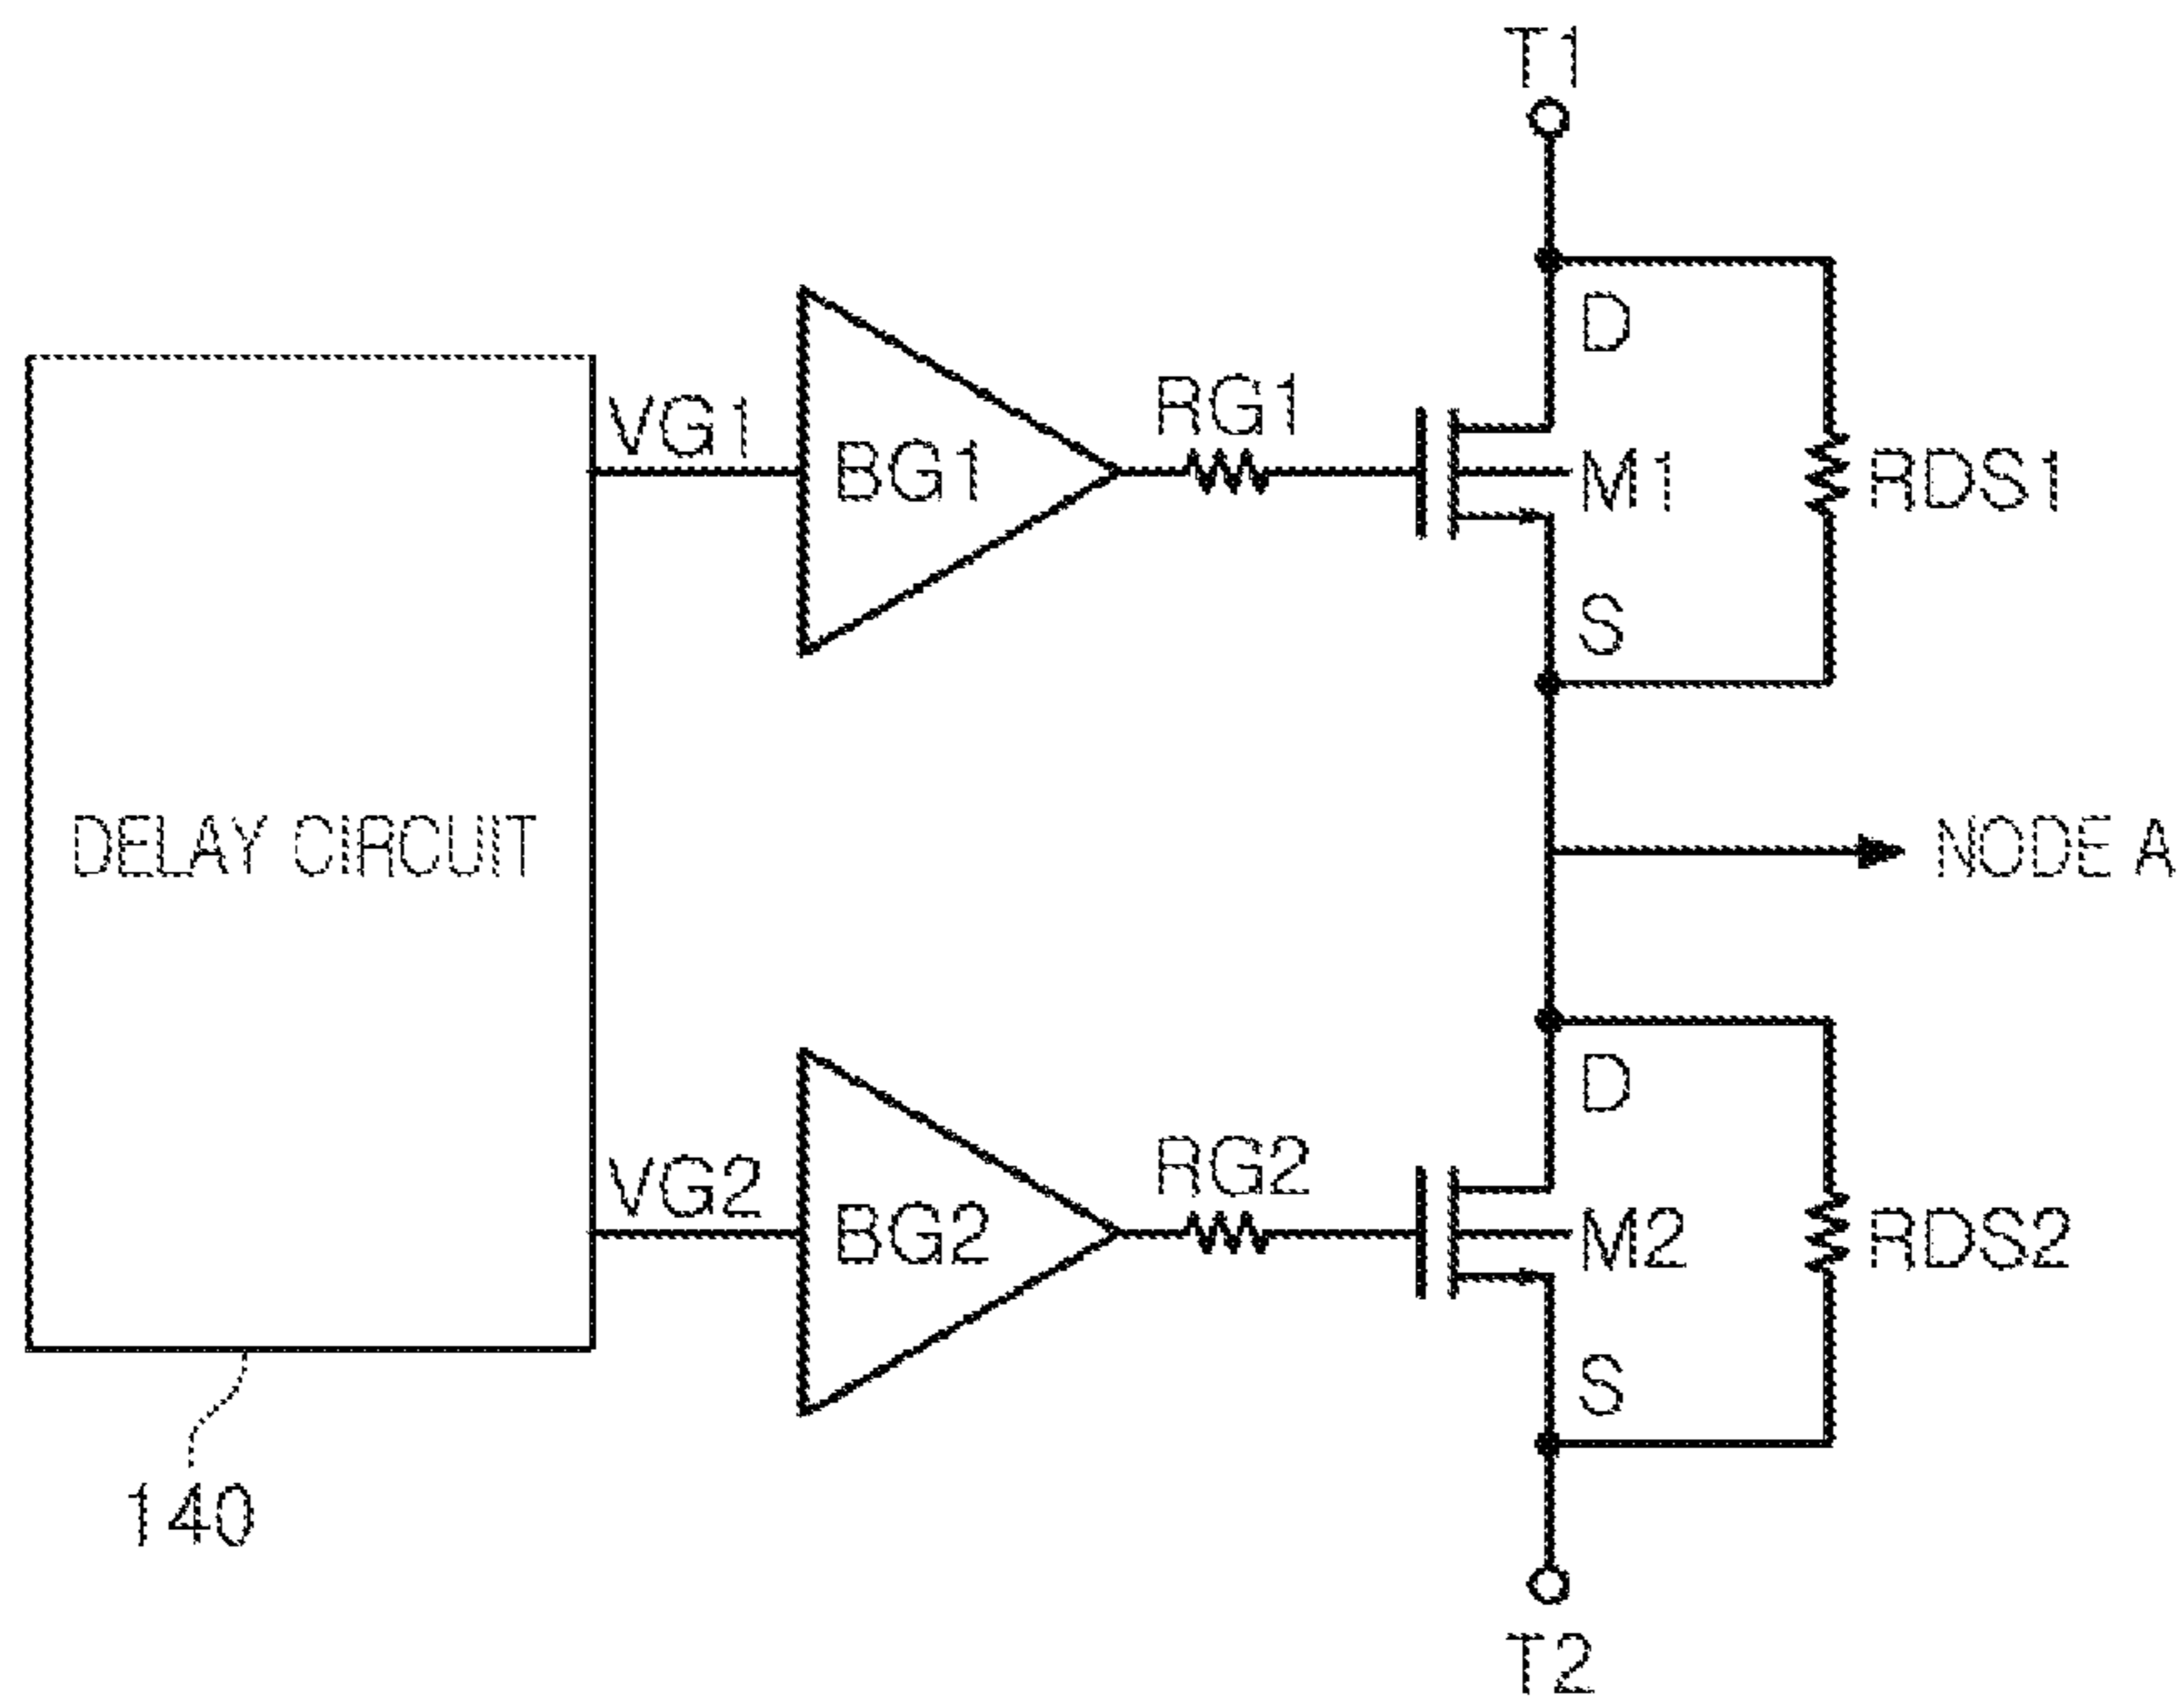 T1
D
VG1
BG1
RG1
M1
RDS1
S
DELAY CIRCUIT
NODE A
D
VG2
BG2
RG2
M2
RDS2
S
140
T2